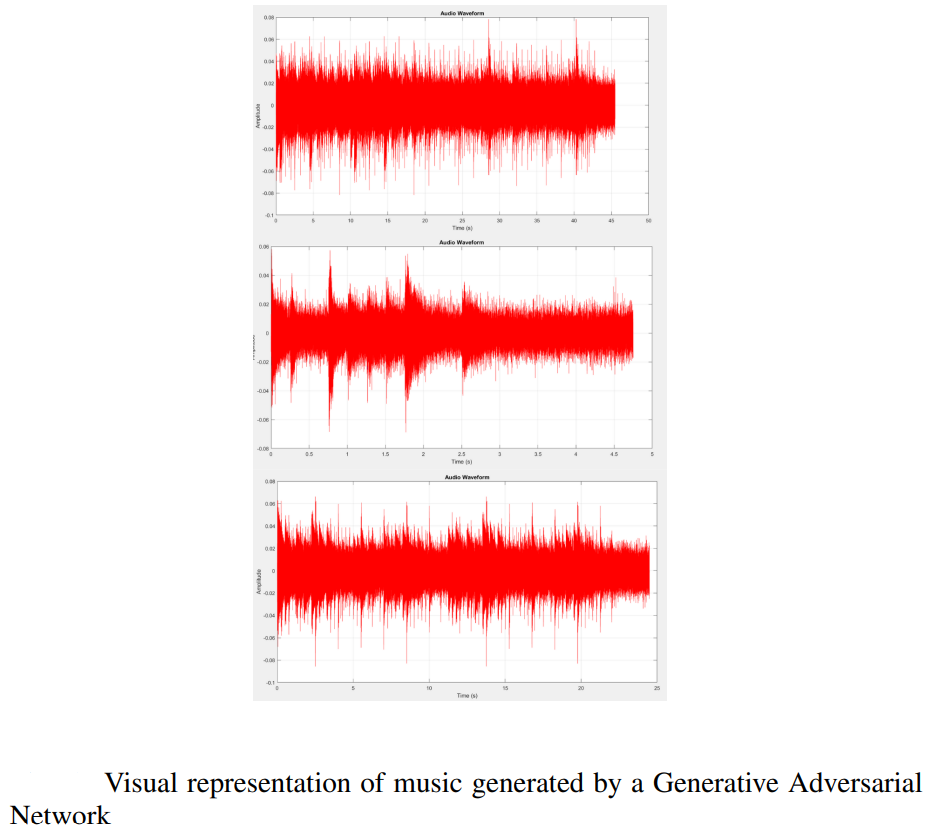 Audio Waveform
0.08
0.06
0.04
0.02
0
-0.02
-0.04
-0.06
-0.08
-0.1
Amplitude
0 5 10 15 20 25 30 35 40 45 50
Time (s)
Audio Waveform
0.06
0.04
0.02
0
-0.02
-0.04
-0.06
-0.08
0 0.5 1 1.5 2 2.5 3 3.5 4 4.5 5
Time (s)
Audio Waveform
0.08
0.06
0.04
0.02
0
-0.02
-0.04
-0.06
-0.08
-0.1
Amplitude
0 5 10 15 20 25
Time (s)
Visual representation of music generated by a Generative Adversarial
Network